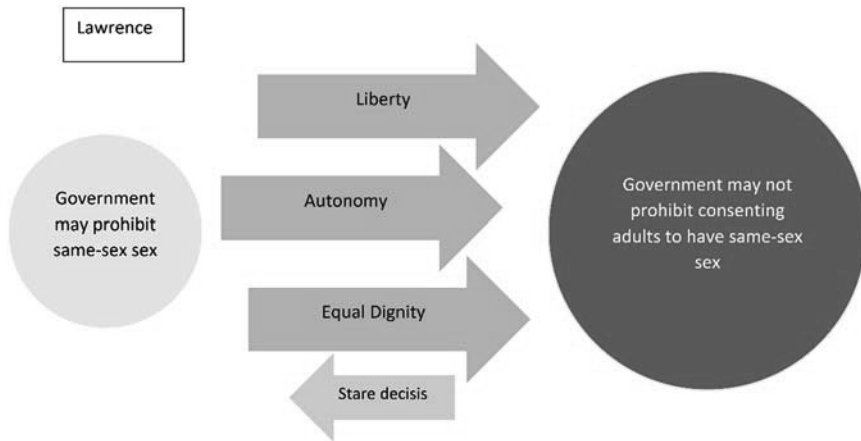 Lawrence
Liberty
Government
may prohibit
same-sex sex
Autonomy
Government may not
prohibit consenting
adults to have same-sex
sex
Equal Dignity
Stare decisis